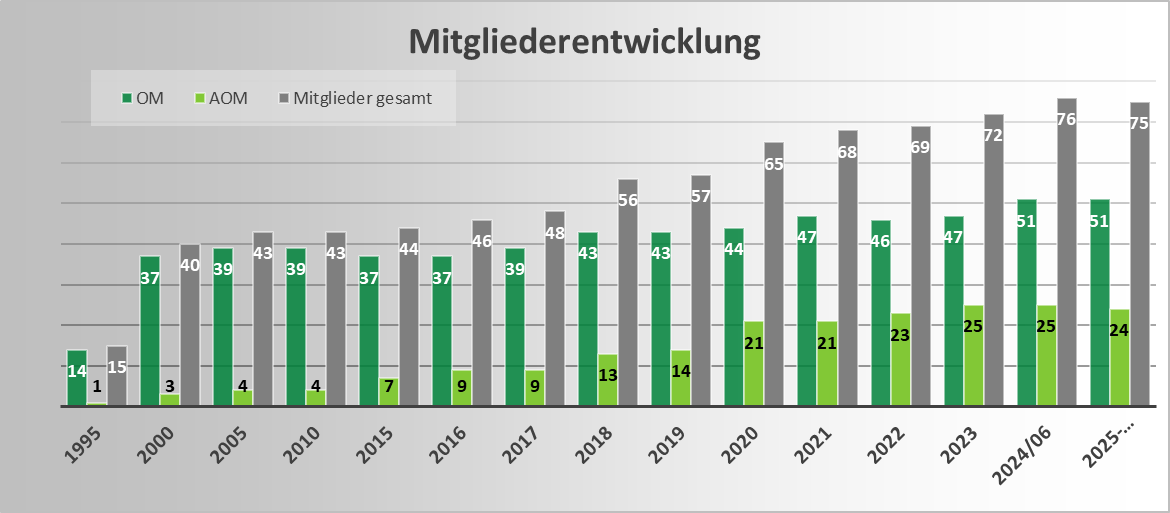 Mitgliederentwicklung
OM AOM Mitglieder gesamt
14 1 15
37 3 40
39 4 43
39 4 43
37 7 44
37 9 46
39 9 48
43 13 56
43 14 57
44 21 65
47 21 68
46 23 69
47 25 72
51 25 76
51 24 75
1995 2000 2005 2010 2015 2016 2017 2018 2019 2020 2021 2022 2023 2024/06 2025-...